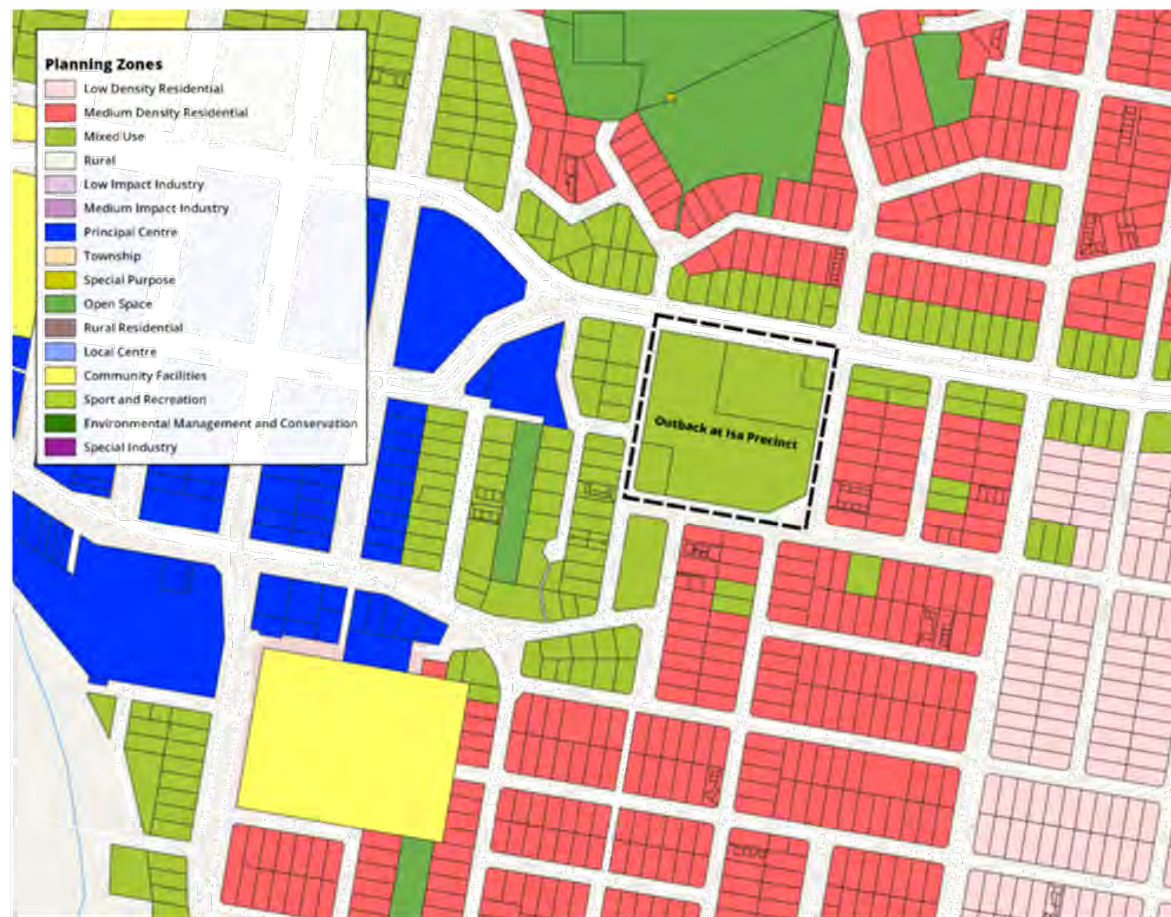 Planning Zones
Low Density Residential
Medium Density Residential
Mixed Use
Rural
Low Impact Industry
Medium Impact Industry
Principal Centre
Township
Special Purpose
Open Space
Rural Residential
Local Centre
Community Facilities
Sport and Recreation
Environmental Management and Conservation
Special Industry
Outback at Isa Precinct